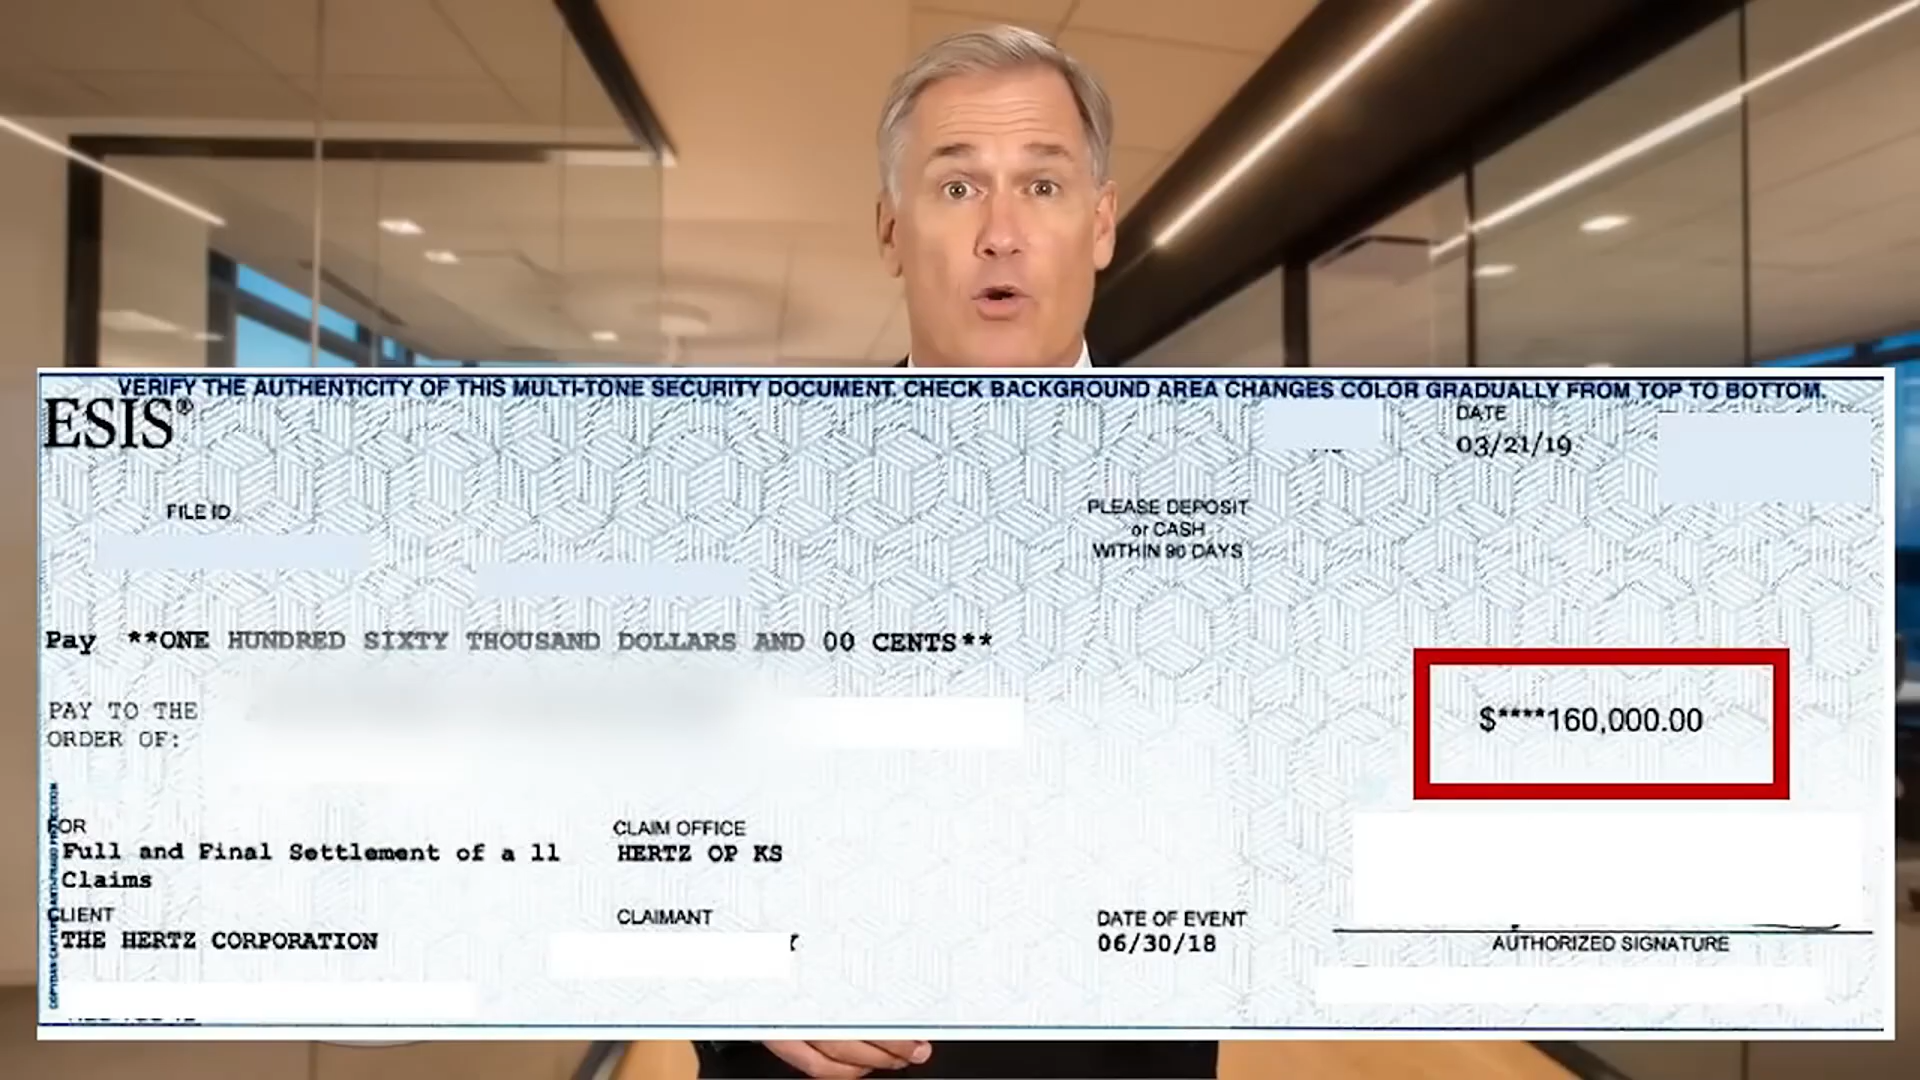 VERIFY THE AUTHENTICITY OF THIS MULTI-TONE SECURITY DOCUMENT. CHECK BACKGROUND AREA CHANGES COLOR GRADUALLY FROM TOP TO BOTTOM.
ESIS®
DATE
03/21/19
FILE ID
PLEASE DEPOSIT
or CASH
WITHIN 90 DAYS
Pay **ONE HUNDRED SIXTY THOUSAND DOLLARS AND 00 CENTS**
$****160,000.00
PAY TO THE
ORDER OF:
FOR
Full and Final Settlement of a ll
Claims
CLAIM OFFICE
HERTZ OP KS
CLIENT
THE HERTZ CORPORATION
CLAIMANT
Y
DATE OF EVENT
06/30/18
AUTHORIZED SIGNATURE